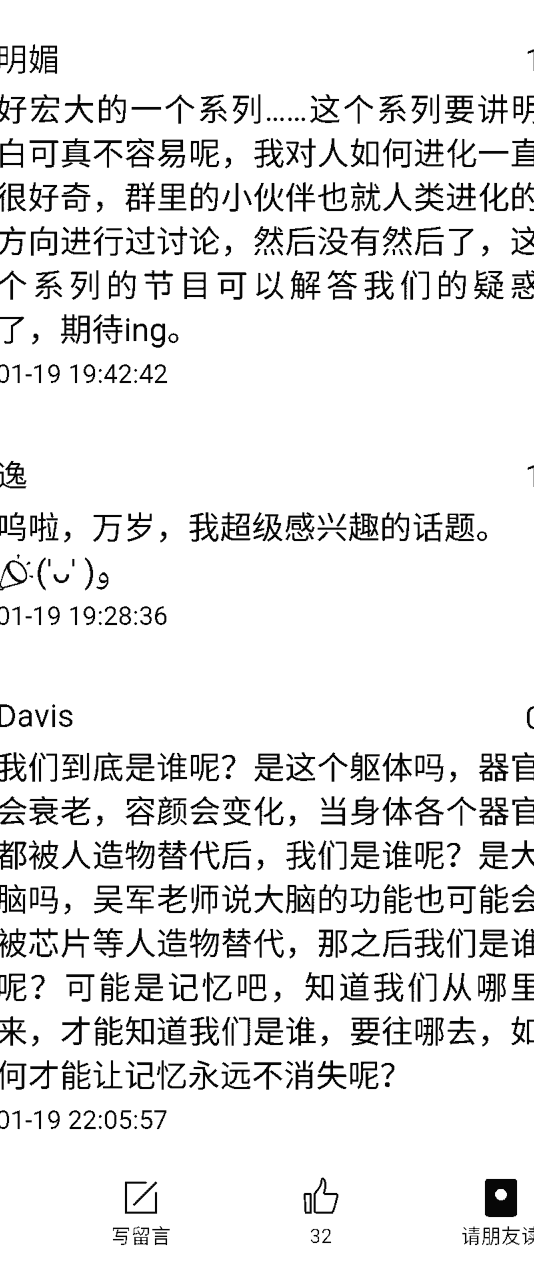 明媚 1
好宏大的一个系列……这个系列要讲明
白可真不容易呢，我对人如何进化一直
很好奇，群里的小伙伴也就人类进化的
方向进行过讨论，然后没有然后了，这
个系列的节目可以解答我们的疑惑
了，期待ing。
01-19 19:42:42
逸 1
呜啦，万岁，我超级感兴趣的话题。
🎉('ᴗ' )و
01-19 19:28:36
Davis
我们到底是谁呢？是这个躯体吗，器官
会衰老，容颜会变化，当身体各个器官
都被人造物替代后，我们是谁呢？是大
脑吗，吴军老师说大脑的功能也可能会
被芯片等人造物替代，那之后我们是谁
呢？可能是记忆吧，知道我们从哪里
来，才能知道我们是谁，要往哪去，如
何才能让记忆永远不消失呢？
01-19 22:05:57
写留言 32 请朋友读